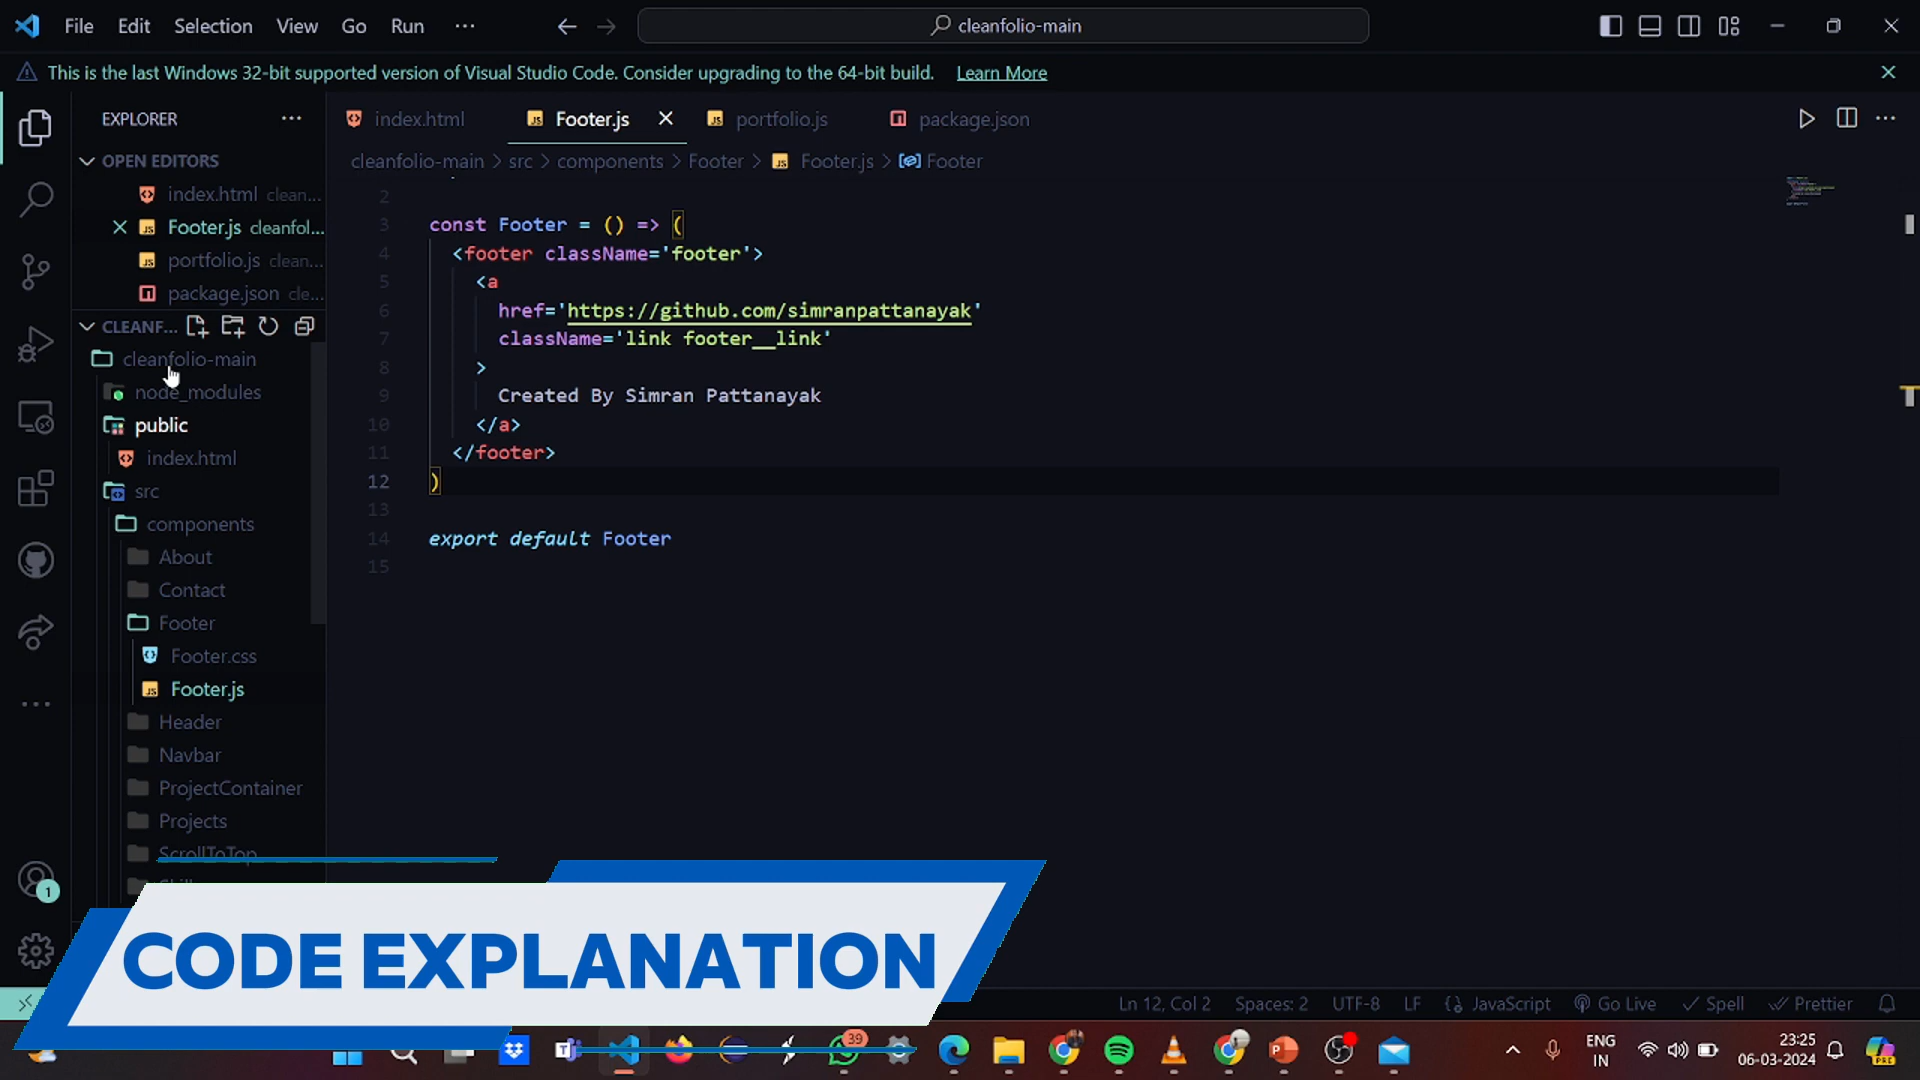 File Edit Selection View Go Run ···
cleanfolio-main
This is the last Windows 32-bit supported version of Visual Studio Code. Consider upgrading to the 64-bit build. Learn More
EXPLORER
OPEN EDITORS
index.html clean...
Footer.js cleanfol...
portfolio.js clean...
package.json cle...
CLEANF...
cleanfolio-main
node_modules
public
index.html
src
components
About
Contact
Footer
Footer.css
Footer.js
Header
Navbar
ProjectContainer
Projects
ScrollToTop
index.html Footer.js portfolio.js package.json
cleanfolio-main > src > components > Footer > Footer.js > Footer
2
3 const Footer = () => (
4 <footer className='footer'>
5 <a
6 href='https://github.com/simranpattanayak'
7 className='link footer__link'
8 >
9 Created By Simran Pattanayak
10 </a>
11 </footer>
12 )
13
14 export default Footer
15
1
CODE EXPLANATION
Ln 12, Col 2 Spaces: 2 UTF-8 LF {} JavaScript Go Live Spell Prettier
39
ENG
IN
23:25
06-03-2024